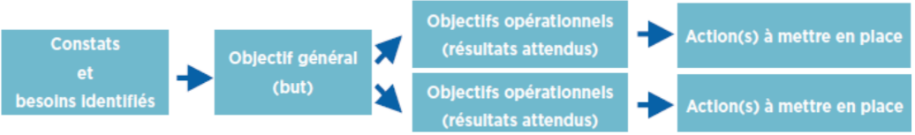 Constats
et
besoins identifiés
Objectif général
(but)
Objectifs opérationnels
(résultats attendus)
Action(s) à mettre en place
Objectifs opérationnels
(résultats attendus)
Action(s) à mettre en place